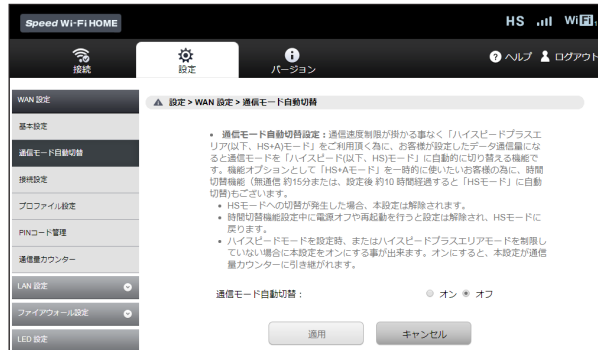 Speed Wi-Fi HOME
HS
WiFi
接続
設定
バージョン
? ヘルプ
ログアウト
WAN 設定
基本設定
通信モード自動切替
接続設定
プロファイル設定
PINコード管理
通信量カウンター
LAN 設定
ファイアウォール設定
LED 設定
設定 > WAN 設定 > 通信モード自動切替
• 通信モード自動切替設定：通信速度制限が掛かる事なく「ハイスピードプラスエ
リア(以下、HS+A)モード」をご利用頂く為に、お客様が設定したデータ通信量にな
ると通信モードを「ハイスピード(以下、HS)モード」に自動的に切り替える機能で
す。機能オプションとして「HS+Aモード」を一時的に使いたいお客様の為に、時間
切替機能（無通信 約15分または、設定後 約10 時間経過すると「HSモード」に自動
切替)もございます。
• HSモードへの切替が発生した場合、本設定は解除されます。
• 時間切替機能設定中に電源オフや再起動を行うと設定は解除され、HSモードに
戻ります。
• ハイスピードモードを設定時、またはハイスピードプラスエリアモードを制限し
ていない場合に本設定をオンにする事が出来ます。オンにすると、本設定が通信
量カウンターに引き継がれます。
通信モード自動切替：
オン オフ
適用
キャンセル